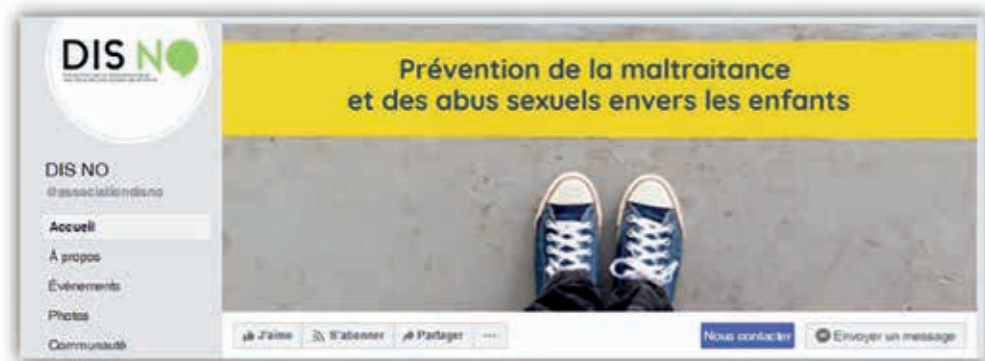 DIS NO
Prévention de la maltraitance
et des abus sexuels envers les enfants
DIS NO
@associationdisno
Accueil
À propos
Événements
Photos
Communauté
J'aime
S'abonner
Partager
...
Nous contacter
Envoyer un message